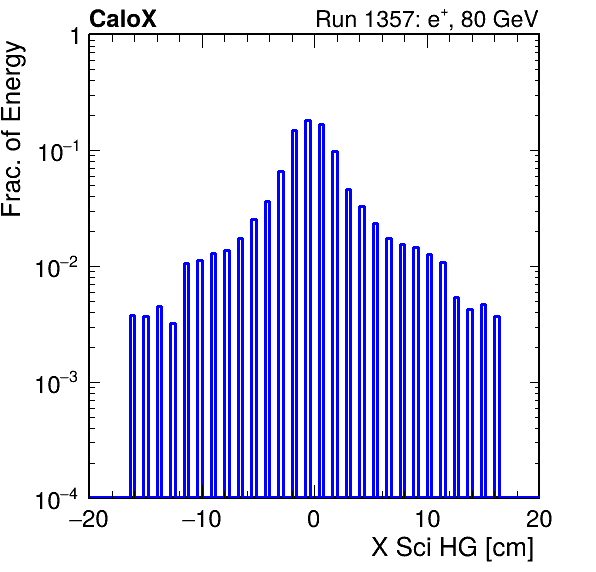 CaloX Run 1357: e⁺, 80 GeV
Frac. of Energy
1
10⁻¹
10⁻²
10⁻³
10⁻⁴
−20 −10 0 10 20
X Sci HG [cm]